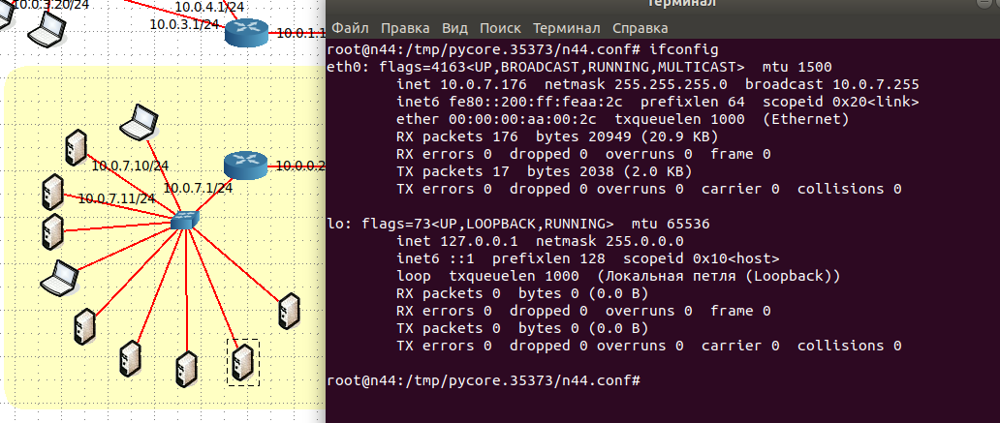 10.0.3.20/24
10.0.4.1/24
10.0.3.1/24
10.0.1.1
10.0.7.10/24
10.0.7.1/24
10.0.0.2
10.0.7.11/24
Терминал
Файл Правка Вид Поиск Терминал Справка
root@n44:/tmp/pycore.35373/n44.conf# ifconfig
eth0: flags=4163<UP,BROADCAST,RUNNING,MULTICAST>  mtu 1500
        inet 10.0.7.176  netmask 255.255.255.0  broadcast 10.0.7.255
        inet6 fe80::200:ff:feaa:2c  prefixlen 64  scopeid 0x20<link>
        ether 00:00:00:aa:00:2c  txqueuelen 1000  (Ethernet)
        RX packets 176  bytes 20949 (20.9 KB)
        RX errors 0  dropped 0  overruns 0  frame 0
        TX packets 17  bytes 2038 (2.0 KB)
        TX errors 0  dropped 0 overruns 0  carrier 0  collisions 0
lo: flags=73<UP,LOOPBACK,RUNNING>  mtu 65536
        inet 127.0.0.1  netmask 255.0.0.0
        inet6 ::1  prefixlen 128  scopeid 0x10<host>
        loop  txqueuelen 1000  (Локальная петля (Loopback))
        RX packets 0  bytes 0 (0.0 B)
        RX errors 0  dropped 0  overruns 0  frame 0
        TX packets 0  bytes 0 (0.0 B)
        TX errors 0  dropped 0 overruns 0  carrier 0  collisions 0
root@n44:/tmp/pycore.35373/n44.conf#